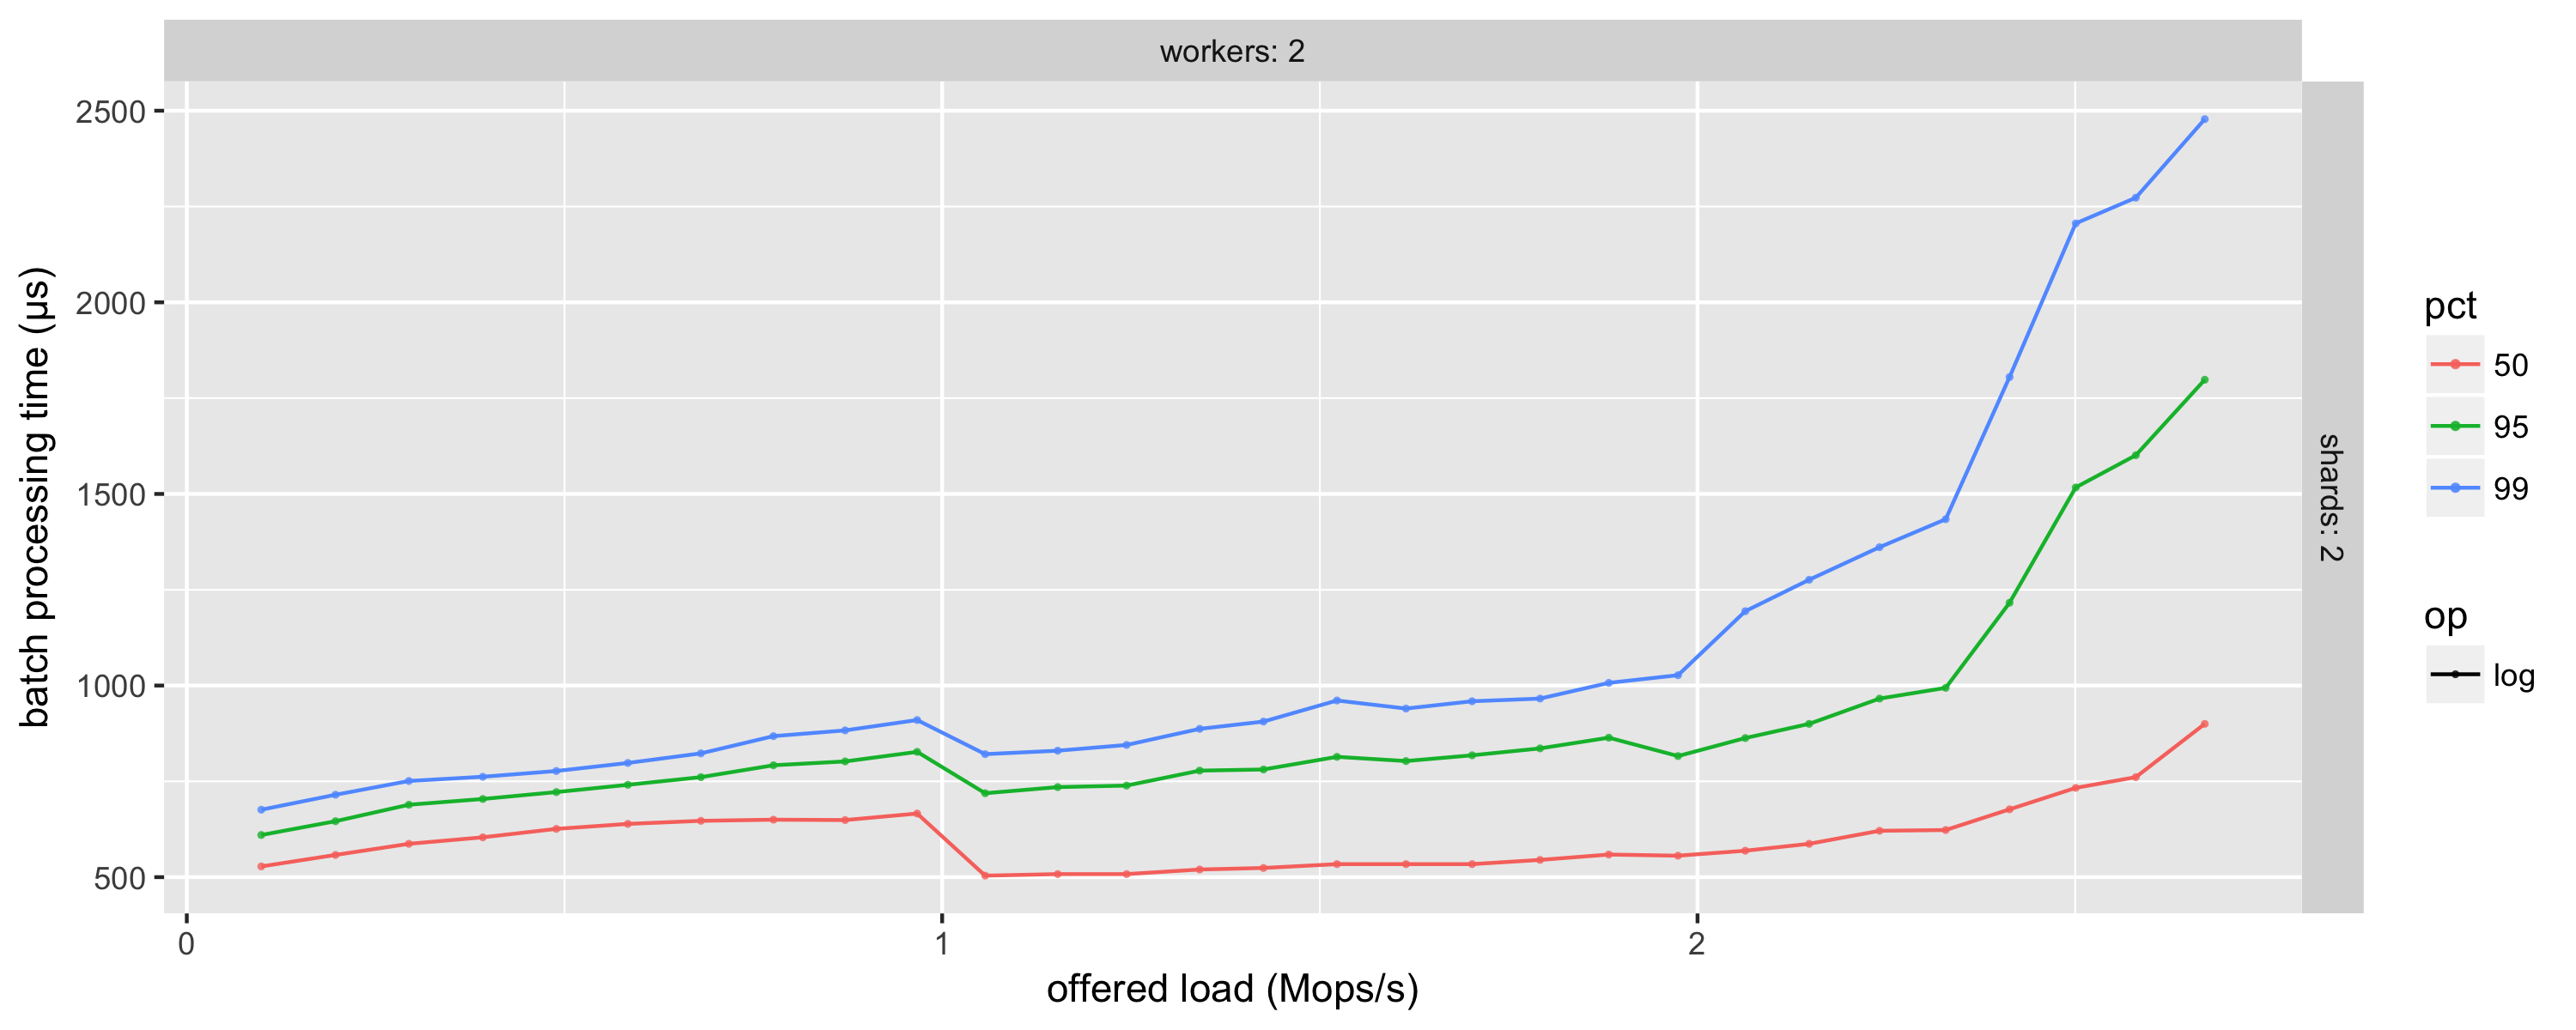 workers: 2
2500
2000
1500
1000
500
batch processing time (μs)
0
1
2
offered load (Mops/s)
shards: 2
pct
50
95
99
op
log